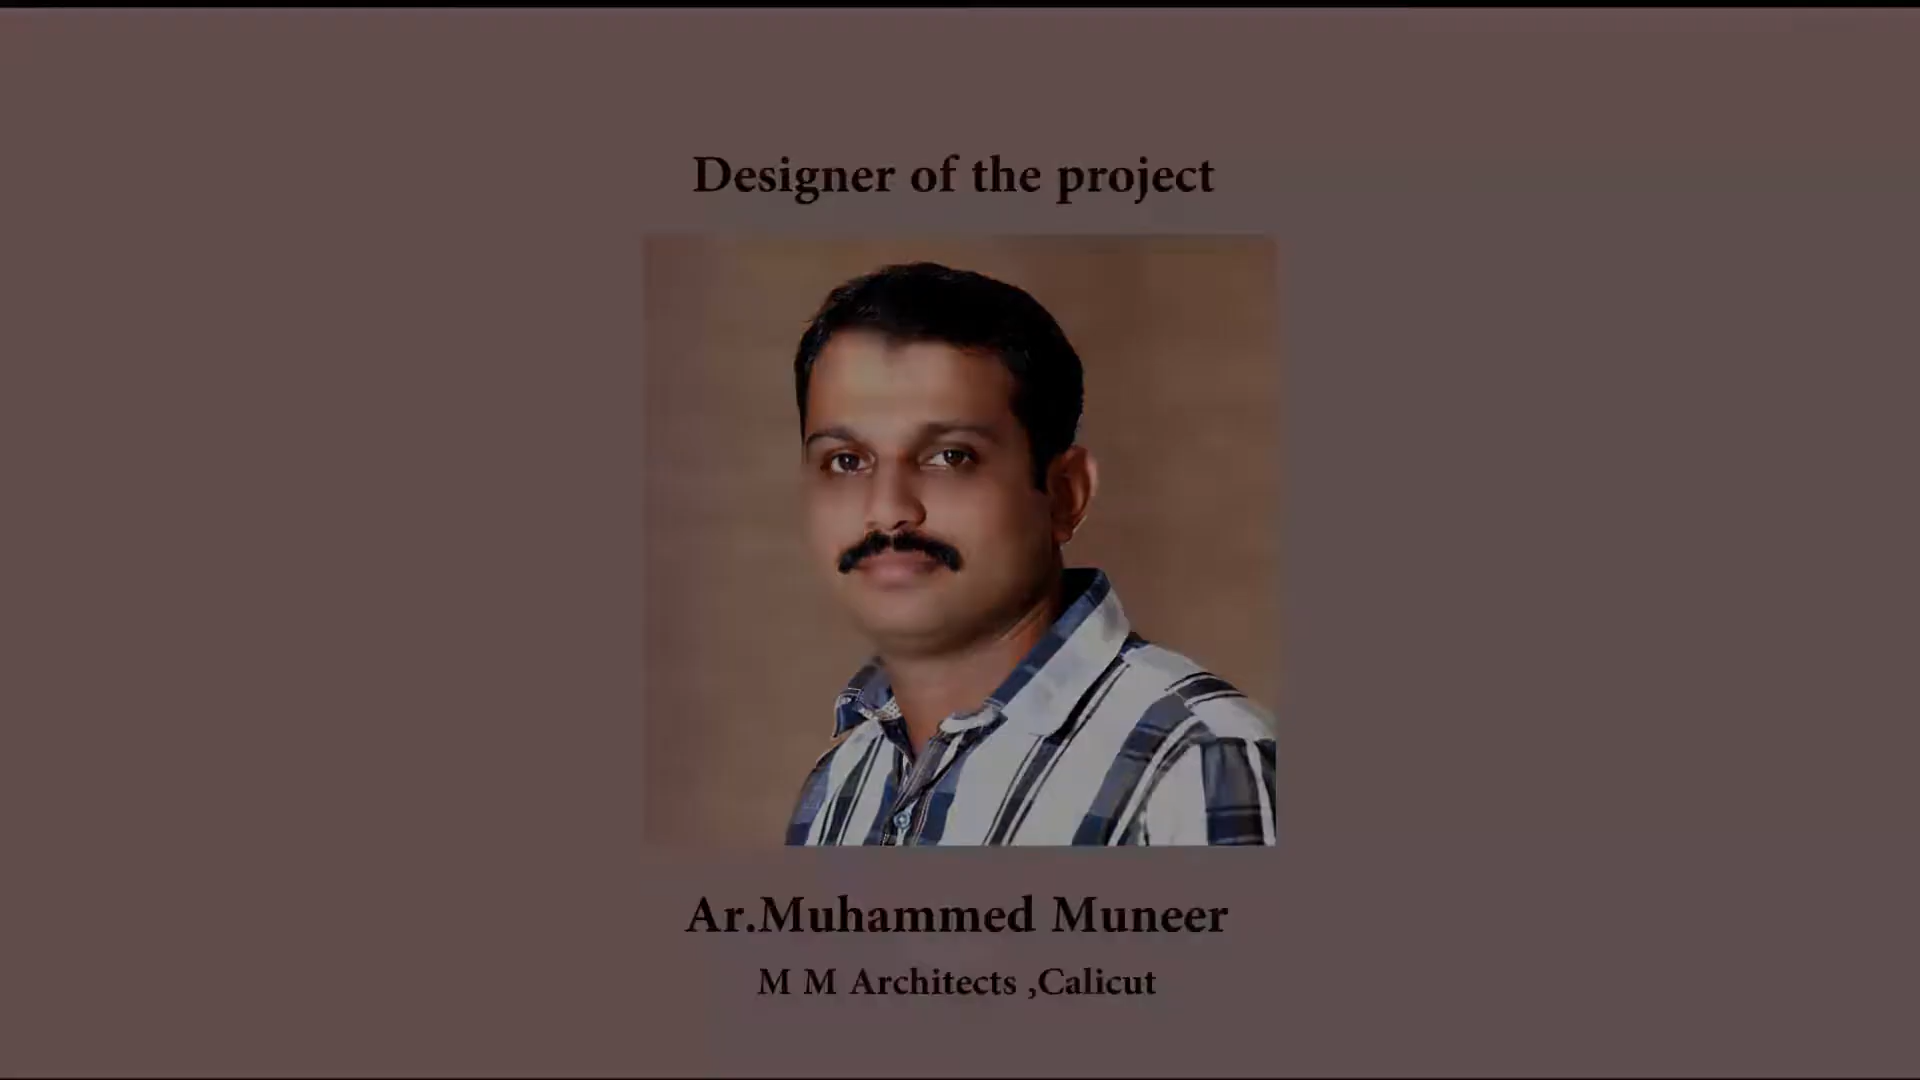 Designer of the project
Ar.Muhammed Muneer
M M Architects ,Calicut